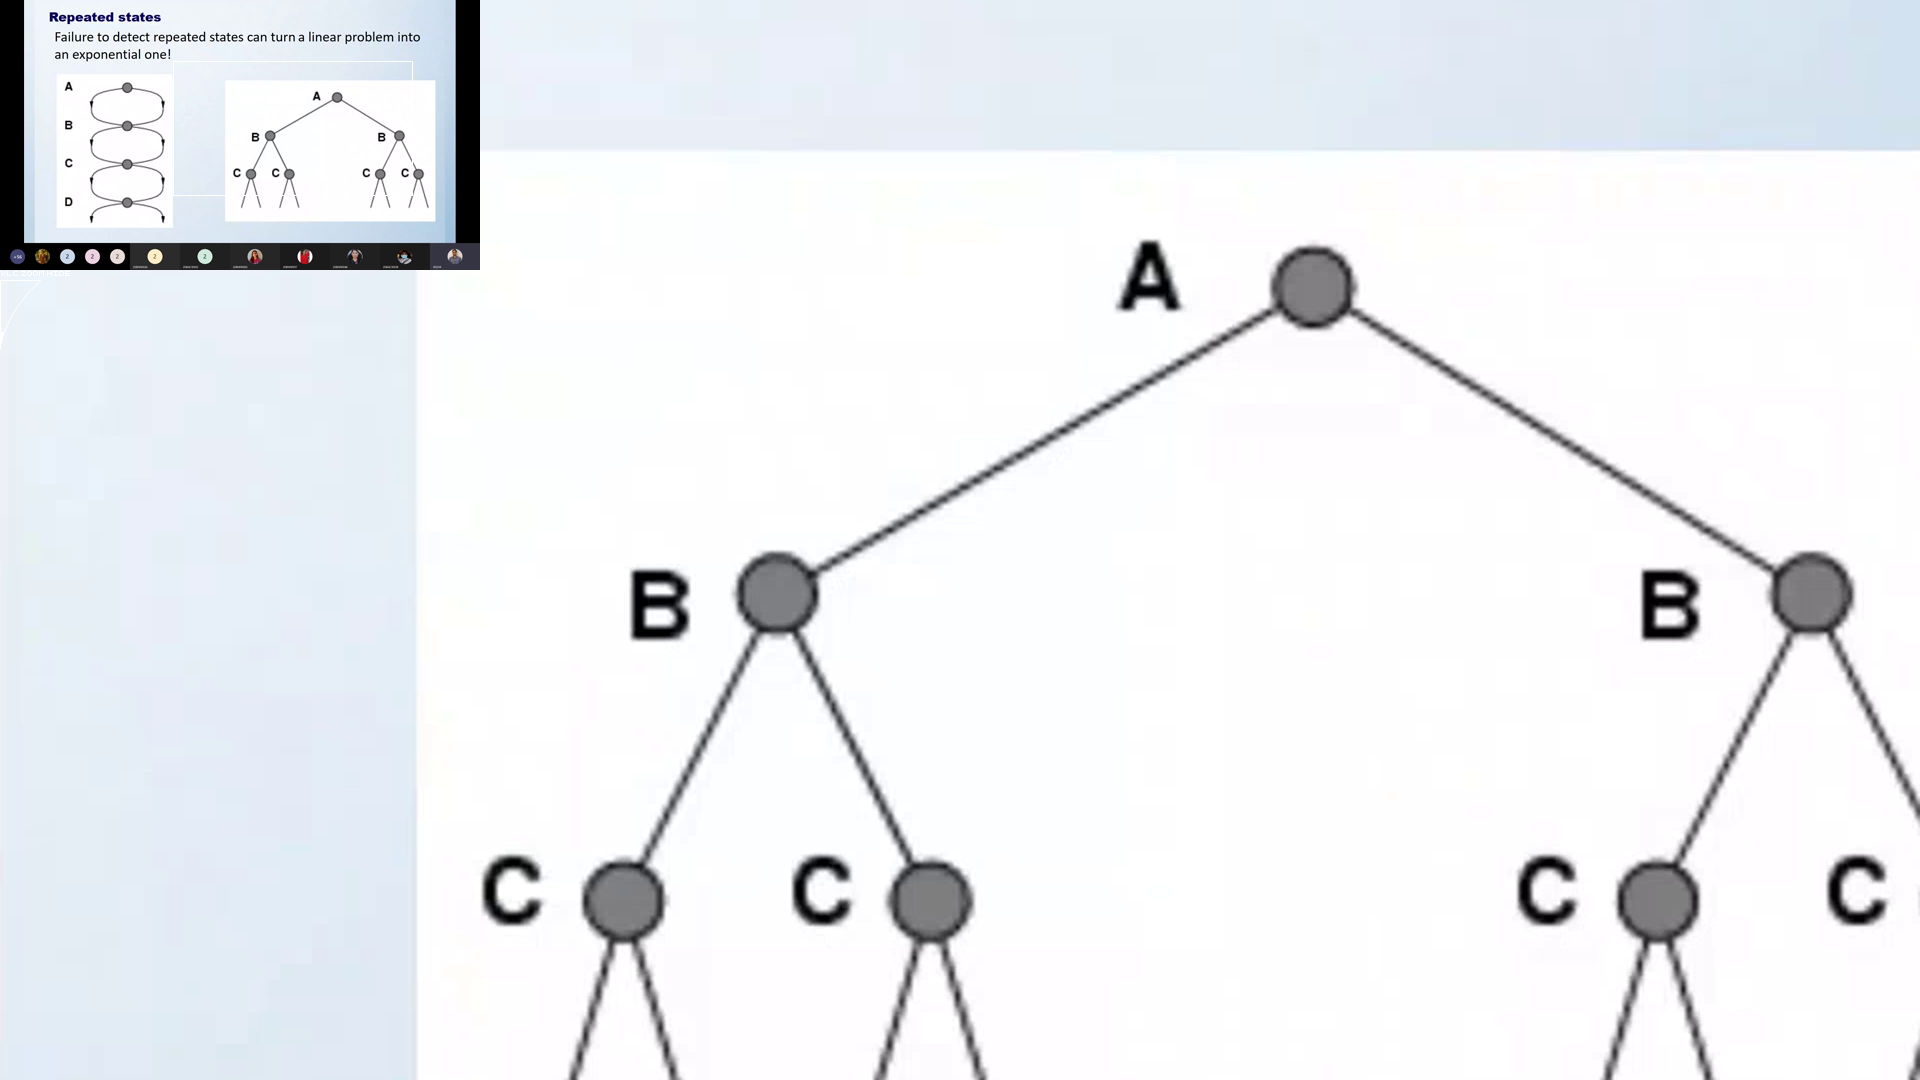 Repeated states
Failure to detect repeated states can turn a linear problem into
an exponential one!
A
B
C
D
A
B B
C C C C
A
B B
C C C C